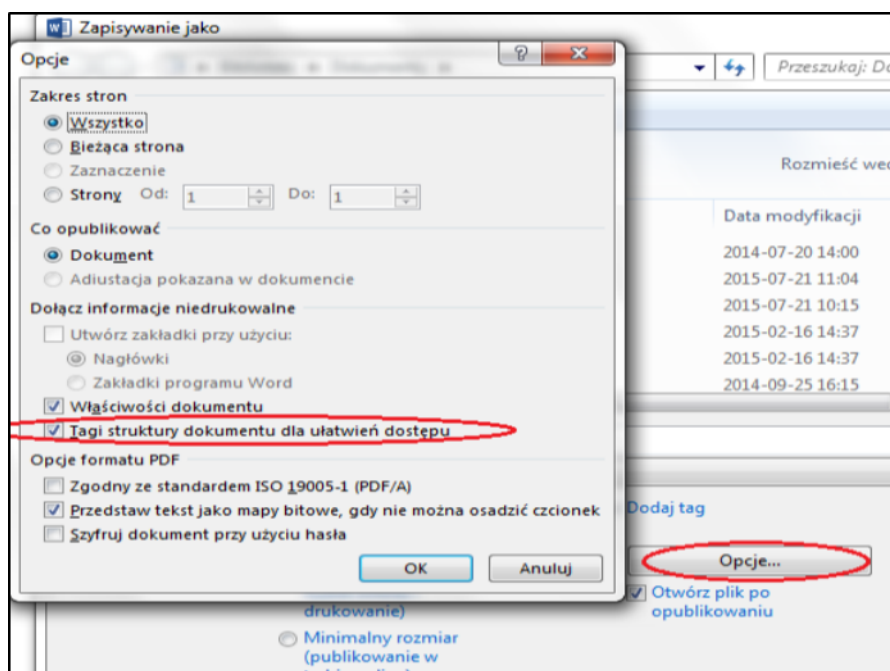 Zapisywanie jako
Opcje
Przeszukaj: Do
Zakres stron
Wszystko
Bieżąca strona
Zaznaczenie
Strony Od: 1 Do: 1
Co opublikować
Dokument
Adiustacja pokazana w dokumencie
Dołącz informacje niedrukowalne
Utwórz zakładki przy użyciu:
Nagłówki
Zakładki programu Word
Właściwości dokumentu
Tagi struktury dokumentu dla ułatwień dostępu
Opcje formatu PDF
Zgodny ze standardem ISO 19005-1 (PDF/A)
Przedstaw tekst jako mapy bitowe, gdy nie można osadzić czcionek
Szyfruj dokument przy użyciu hasła
OK Anuluj
Rozmieść wed
Data modyfikacji
2014-07-20 14:00
2015-07-21 11:04
2015-07-21 10:15
2015-02-16 14:37
2015-02-16 14:37
2014-09-25 16:15
Dodaj tag
Opcje...
Otwórz plik po
opublikowaniu
drukowanie)
Minimalny rozmiar
(publikowanie w